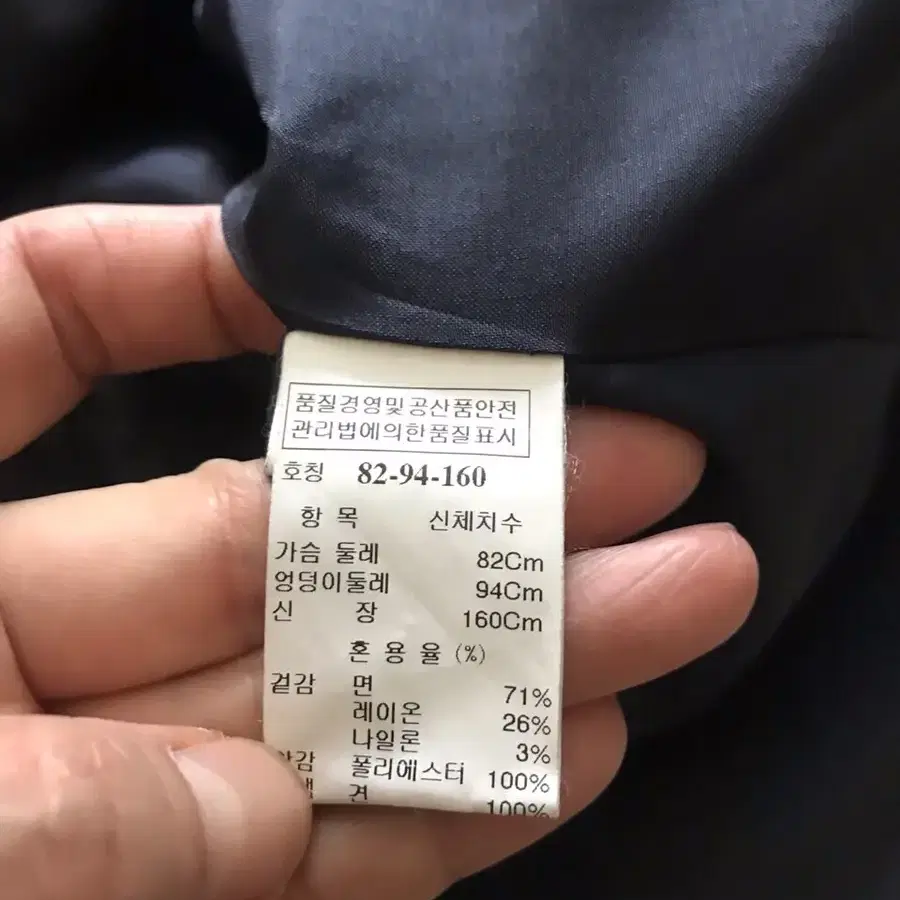 품질경영및공산품안전
관리법에의한품질표시
호칭 82-94-160
항 목 신체치수
가슴 둘레 82Cm
엉덩이둘레 94Cm
신 장 160Cm
혼 용 율 (%)
겉감 면 71%
레이온 26%
나일론 3%
폴리에스터 100%
견 100%